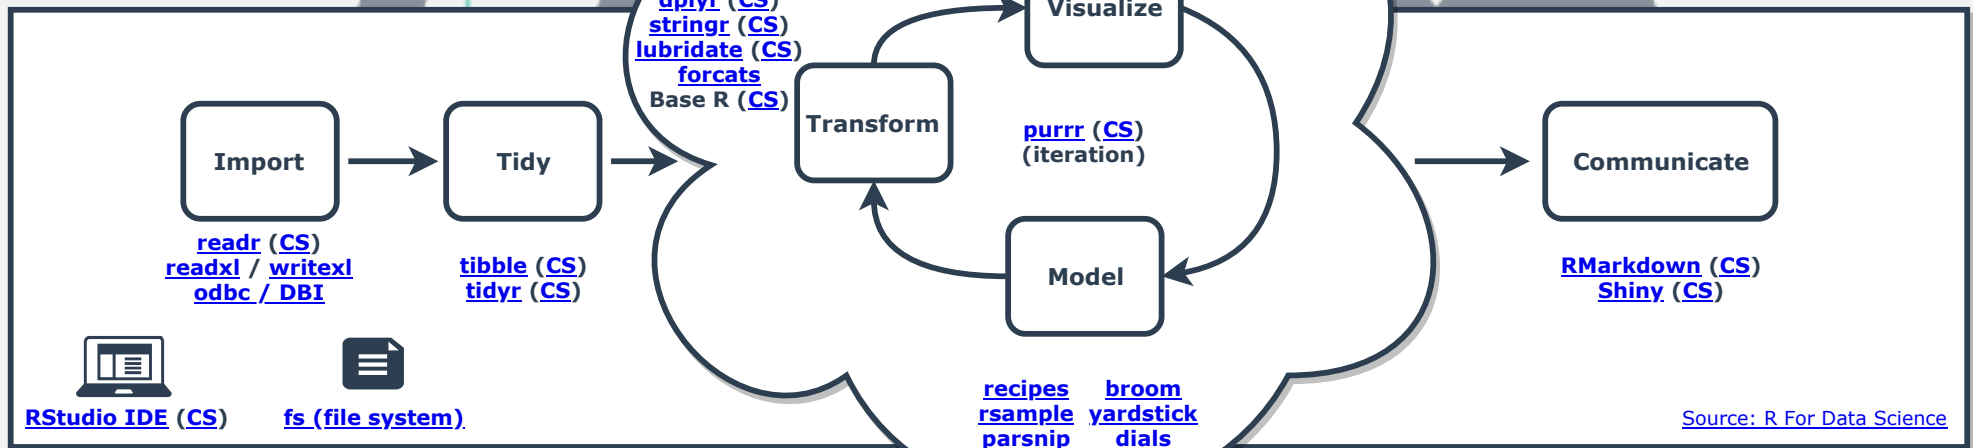 dplyr (CS)
stringr (CS)
lubridate (CS)
forcats
Base R (CS)
Visualize
Transform
purrr (CS)
(iteration)
Import
Tidy
Model
Communicate
readr (CS)
readxl / writexl
odbc / DBI
tibble (CS)
tidyr (CS)
RMarkdown (CS)
Shiny (CS)
RStudio IDE (CS)
fs (file system)
recipes broom
rsample yardstick
parsnip dials
Source: R For Data Science